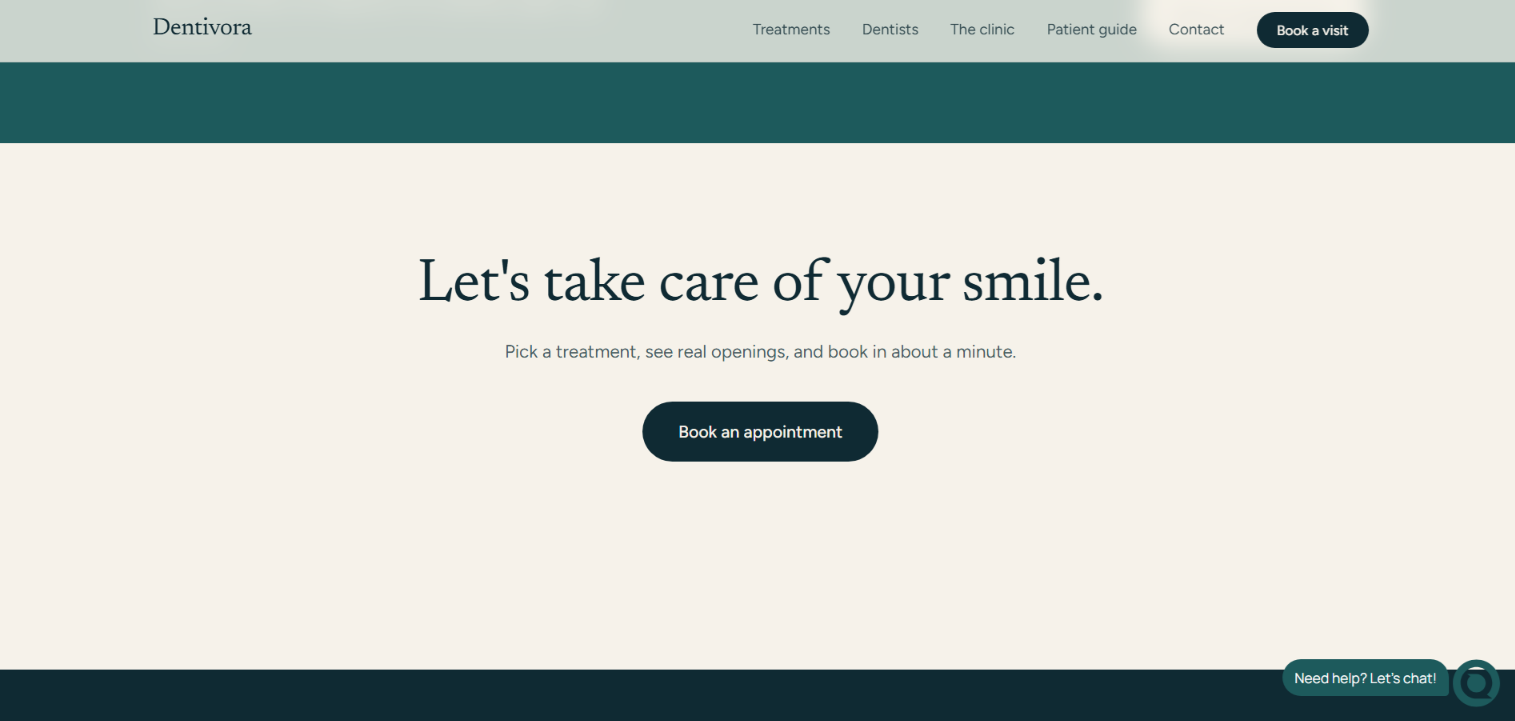 Dentivora
Treatments
Dentists
The clinic
Patient guide
Contact
Book a visit
Let's take care of your smile.
Pick a treatment, see real openings, and book in about a minute.
Book an appointment
Need help? Let's chat!